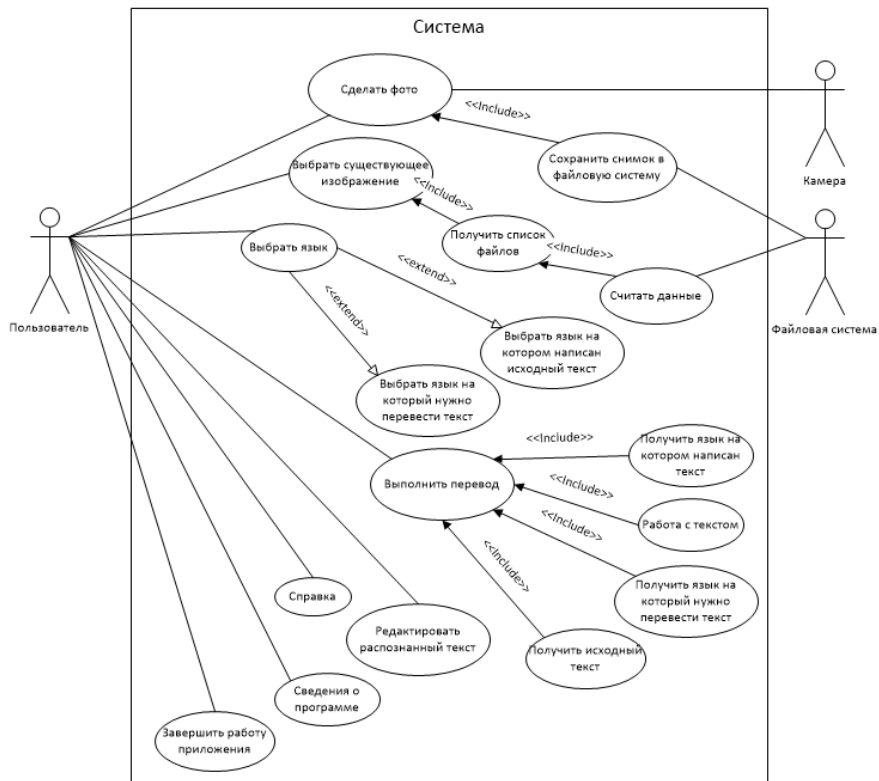 Система
Сделать фото
<<Include>>
Сохранить снимок в
файловую систему
Камера
Выбрать существующее
изображение
<<Include>>
Получить список
файлов
<<Include>>
Считать данные
Файловая система
Пользователь
Выбрать язык
<<extend>>
<<extend>>
Выбрать язык на
котором написан
исходный текст
Выбрать язык на
который нужно
перевести текст
Выполнить перевод
<<Include>>
Получить язык на
котором написан
текст
<<Include>>
Работа с текстом
<<Include>>
Получить язык на
который нужно
перевести текст
<<Include>>
Получить исходный
текст
Справка
Редактировать
распознанный текст
Сведения о
программе
Завершить работу
приложения